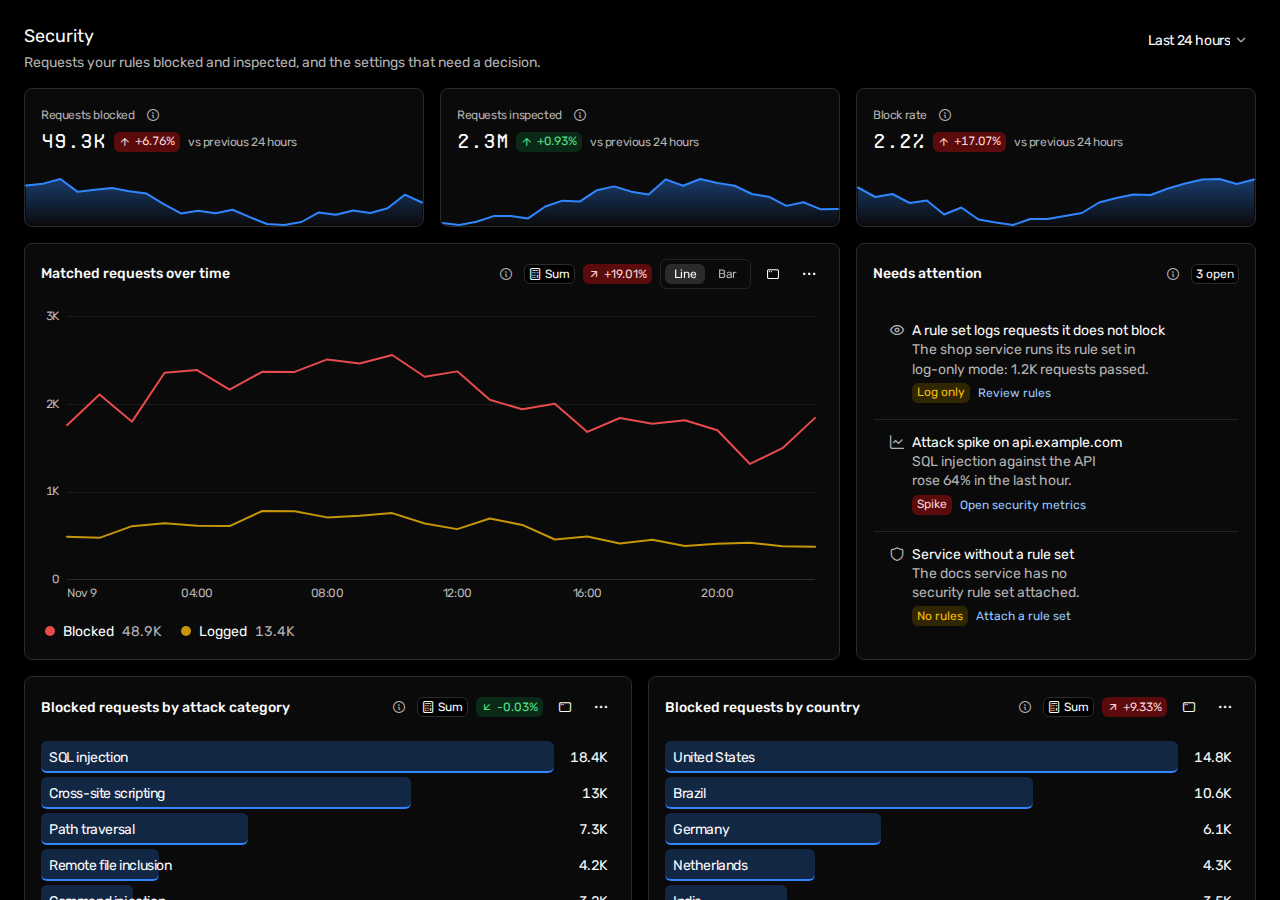 Security
Last 24 hours
Requests your rules blocked and inspected, and the settings that need a decision.
Requests blocked
49.3K +6.76% vs previous 24 hours
Requests inspected
2.3M +0.93% vs previous 24 hours
Block rate
2.2% +17.07% vs previous 24 hours
Matched requests over time
Sum +19.01% Line Bar
3K
2K
1K
0
Nov 9 04:00 08:00 12:00 16:00 20:00
Blocked 48.9K Logged 13.4K
Needs attention
3 open
A rule set logs requests it does not block
The shop service runs its rule set in
log-only mode: 1.2K requests passed.
Log only Review rules
Attack spike on api.example.com
SQL injection against the API
rose 64% in the last hour.
Spike Open security metrics
Service without a rule set
The docs service has no
security rule set attached.
No rules Attach a rule set
Blocked requests by attack category
Sum -0.03%
SQL injection 18.4K
Cross-site scripting 13K
Path traversal 7.3K
Remote file inclusion 4.2K
Command injection 3.2K
Blocked requests by country
Sum +9.33%
United States 14.8K
Brazil 10.6K
Germany 6.1K
Netherlands 4.3K
India 3.5K